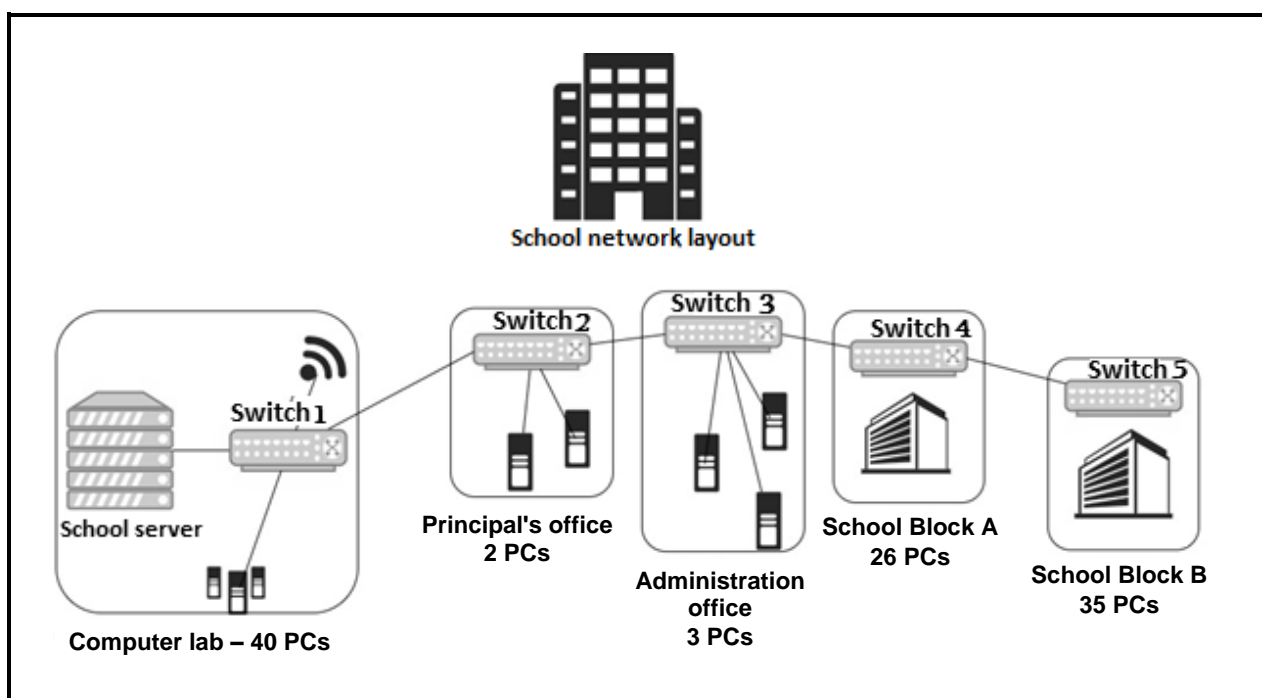 School network layout
Switch 1
School server
Computer lab – 40 PCs
Switch 2
Principal's office
2 PCs
Switch 3
Administration
office
3 PCs
Switch 4
School Block A
26 PCs
Switch 5
School Block B
35 PCs